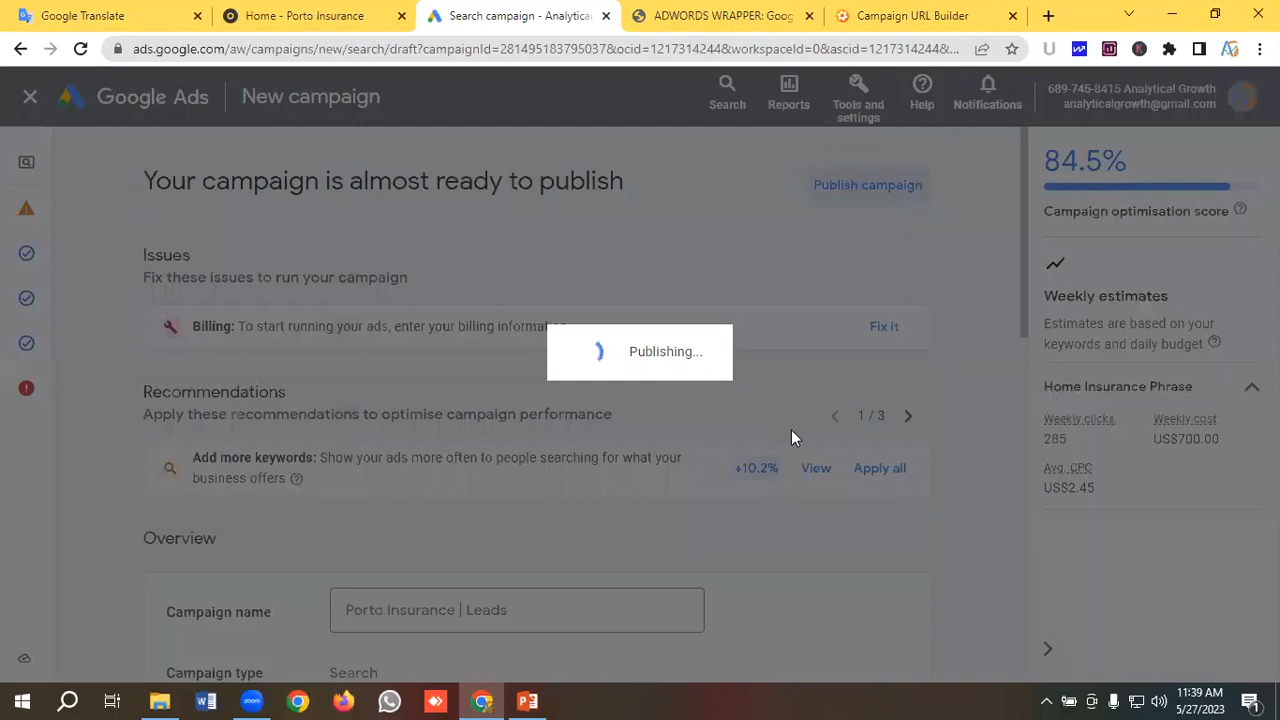 Google Translate
Home - Porto Insurance
Search campaign - Analytica
ADWORDS WRAPPER: Goog
Campaign URL Builder
ads.google.com/aw/campaigns/new/search/draft?campaignId=281495183795037&ocid=1217314244&workspaceId=0&ascid=1217314244&...
Google Ads
New campaign
Search
Reports
Tools and
settings
Help
Notifications
689-745-8415 Analytical Growth
analyticalgrowth@gmail.com
Your campaign is almost ready to publish
Publish campaign
Issues
Fix these issues to run your campaign
Billing: To start running your ads, enter your billing information
Fix it
Publishing...
Recommendations
Apply these recommendations to optimise campaign performance
1 / 3
Add more keywords: Show your ads more often to people searching for what your
business offers
+10.2%
View
Apply all
Overview
Campaign name
Porto Insurance | Leads
Campaign type
Search
84.5%
Campaign optimisation score
Weekly estimates
Estimates are based on your
keywords and daily budget
Home Insurance Phrase
Weekly clicks
Weekly cost
285
US$700.00
Avg. CPC
US$2.45
11:39 AM
5/27/2023